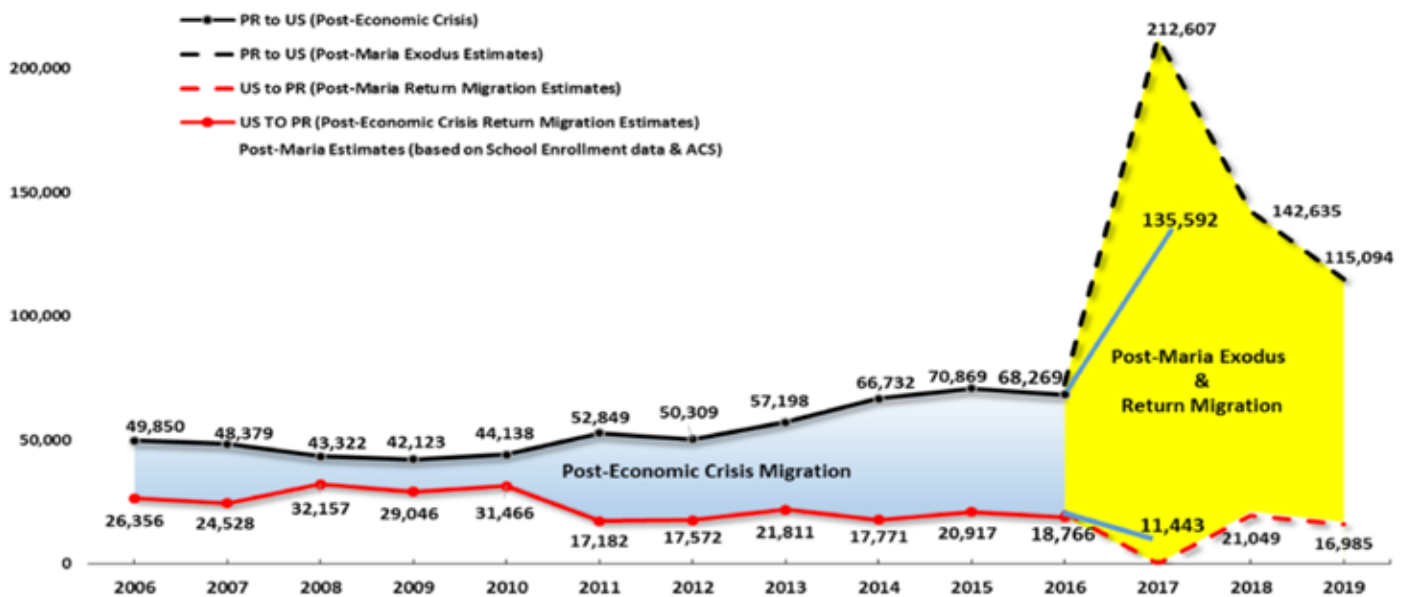 PR to US (Post-Economic Crisis)
PR to US (Post-Maria Exodus Estimates)
US to PR (Post-Maria Return Migration Estimates)
US TO PR (Post-Economic Crisis Return Migration Estimates)
Post-Maria Estimates (based on School Enrollment data & ACS)
212,607
200,000
150,000
142,635
135,592
115,094
100,000
Post-Maria Exodus
&
Return Migration
49,850 48,379 43,322 42,123 44,138 52,849 50,309 57,198 66,732 70,869 68,269
50,000
Post-Economic Crisis Migration
26,356 24,528 32,157 29,046 31,466 17,182 17,572 21,811 17,771 20,917 18,766 11,443 21,049 16,985
0
2006 2007 2008 2009 2010 2011 2012 2013 2014 2015 2016 2017 2018 2019